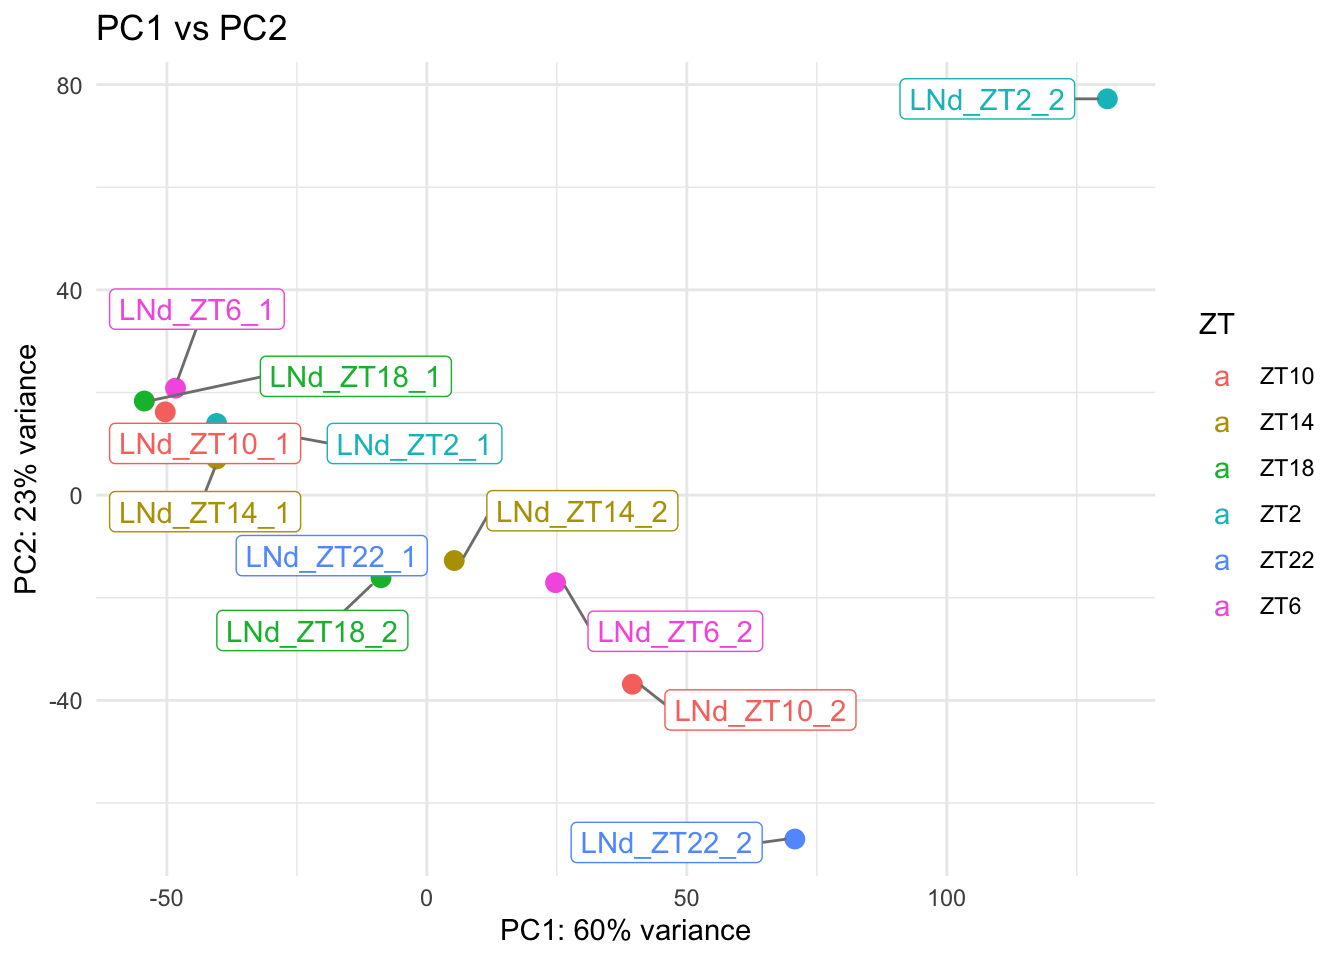 PC1 vs PC2
80
LNd_ZT2_2
40
LNd_ZT6_1
LNd_ZT18_1
LNd_ZT10_1
LNd_ZT2_1
0
LNd_ZT14_1
LNd_ZT14_2
LNd_ZT22_1
LNd_ZT18_2
LNd_ZT6_2
-40
LNd_ZT10_2
LNd_ZT22_2
-50 0 50 100
PC1: 60% variance
PC2: 23% variance
ZT
a ZT10
a ZT14
a ZT18
a ZT2
a ZT22
a ZT6